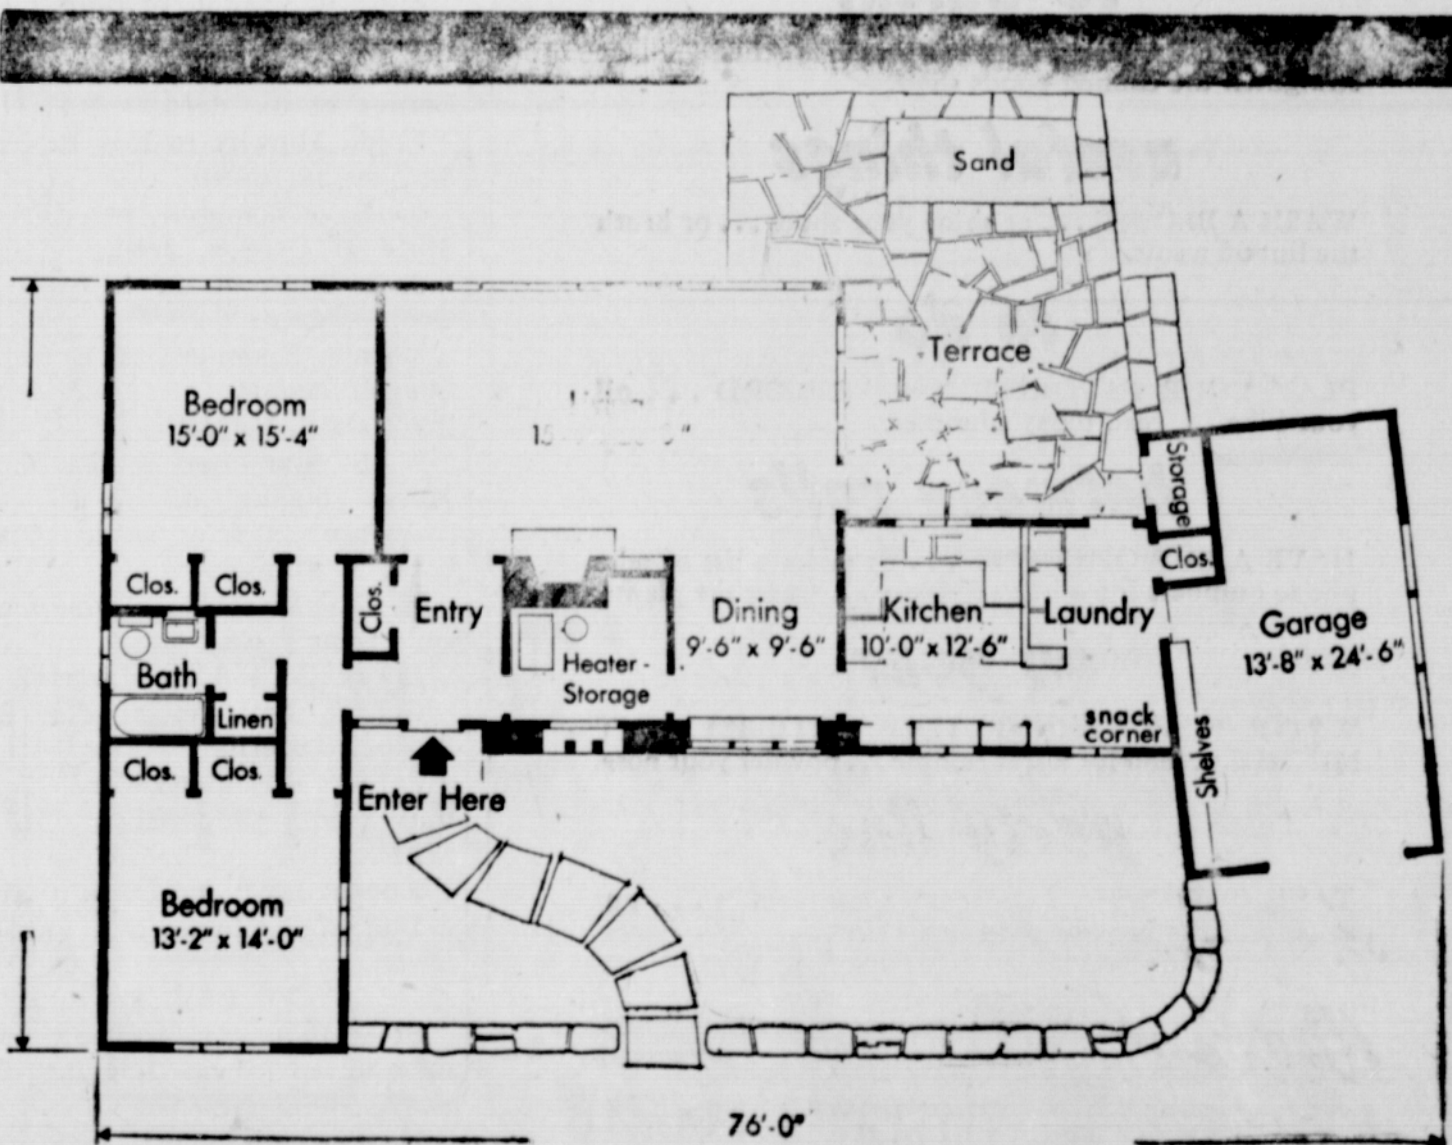 Sand
Terrace
Bedroom
15'-0" x 15'-4"
15
Storage
Clos.
Clos.
Clos.
Clos.
Entry
Dining
9'-6" x 9'-6"
Kitchen
10'-0" x 12'-6"
Laundry
Garage
13'-8" x 24'-6"
Bath
Heater-
Storage
Linen
snack
corner
Shelves
Clos.
Clos.
Enter Here
Bedroom
13'-2" x 14'-0"
76'-0"